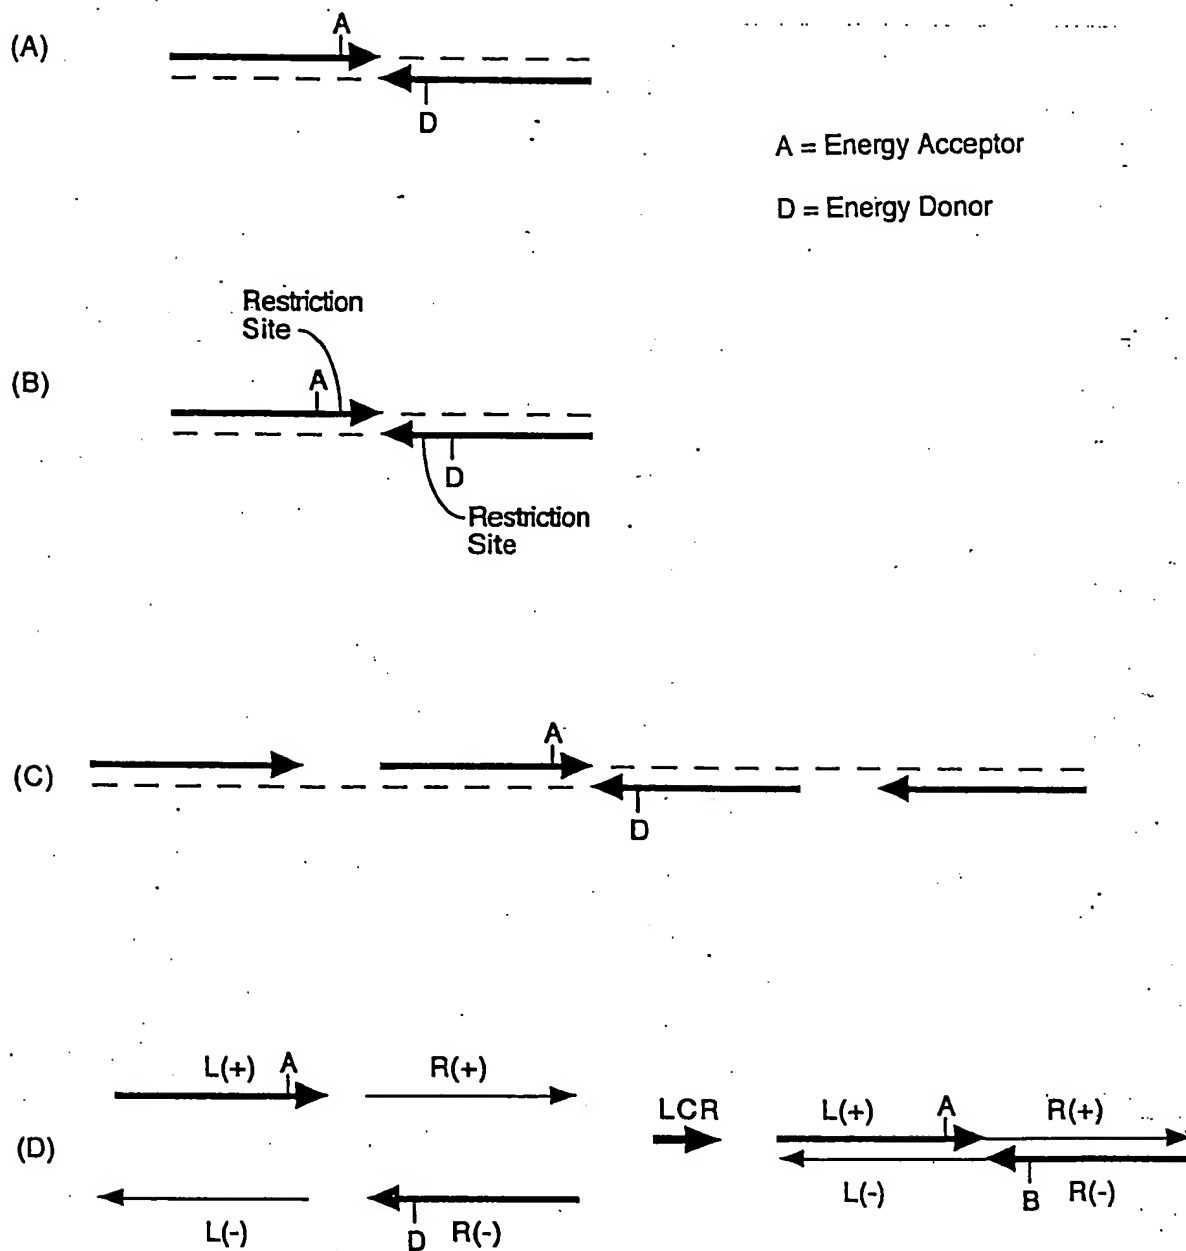 (A)
A
D
A = Energy Acceptor
D = Energy Donor
Restriction
Site
(B)
A
D
Restriction
Site
(C)
A
D
(D)
L(+) A
R(+)
L(-)
D
R(-)
LCR
L(+) A R(+)
L(-) B R(-)